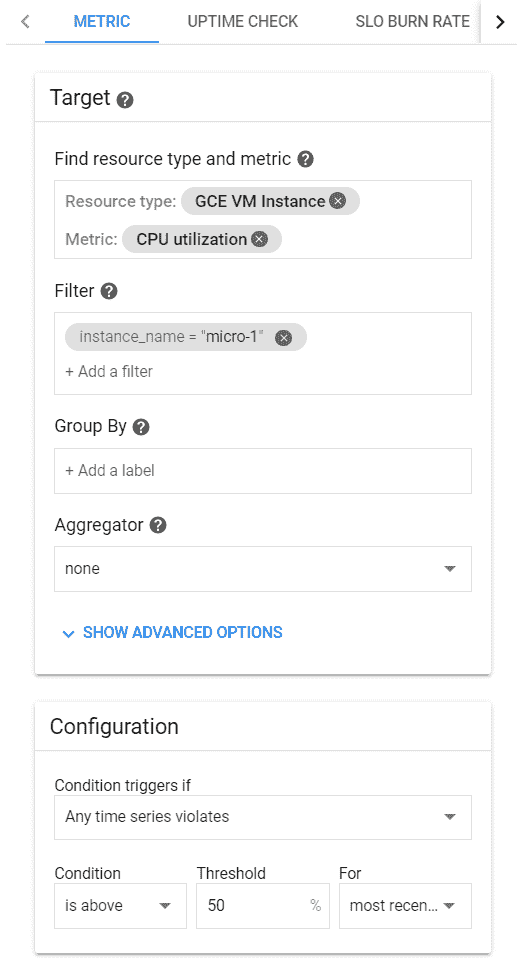 METRIC UPTIME CHECK SLO BURN RATE
Target
Find resource type and metric
Resource type: GCE VM Instance
Metric: CPU utilization
Filter
instance_name = "micro-1"
+ Add a filter
Group By
+ Add a label
Aggregator
none
SHOW ADVANCED OPTIONS
Configuration
Condition triggers if
Any time series violates
Condition Threshold For
is above 50 % most recen...